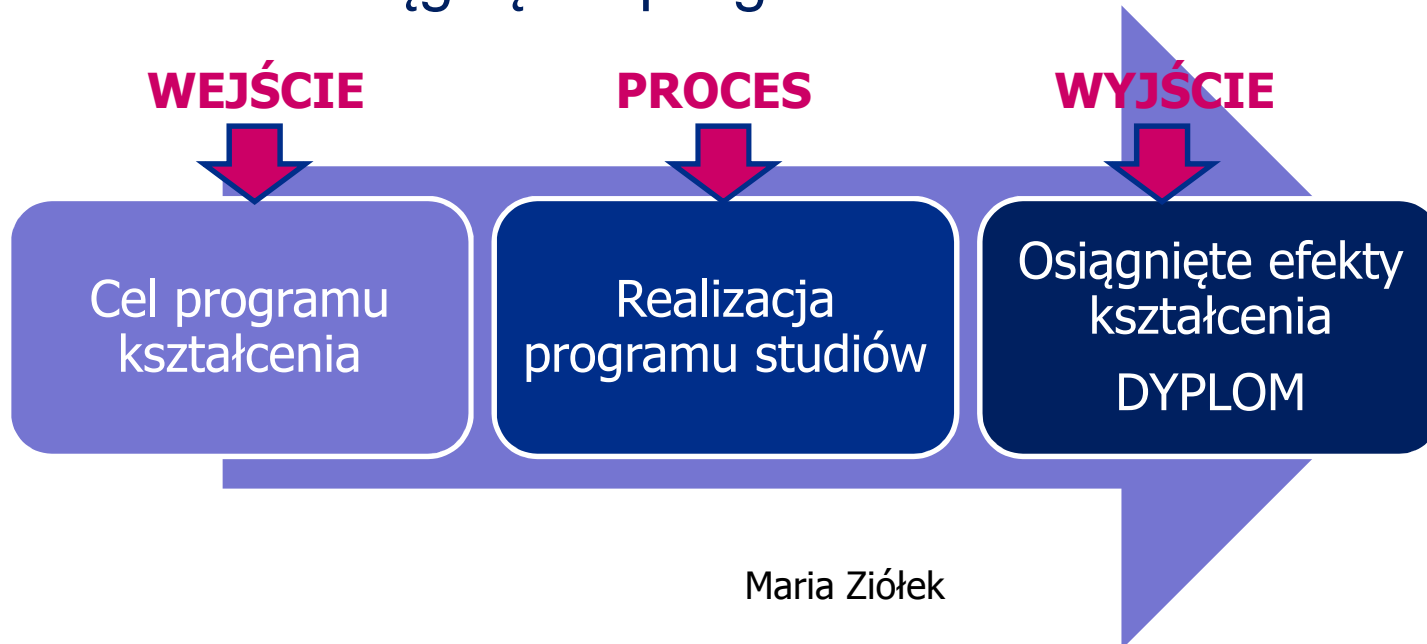 WEJŚCIE
PROCES
WYJŚCIE
Cel programu
kształcenia
Realizacja
programu studiów
Osiągnięte efekty
kształcenia
DYPLOM
Maria Ziółek